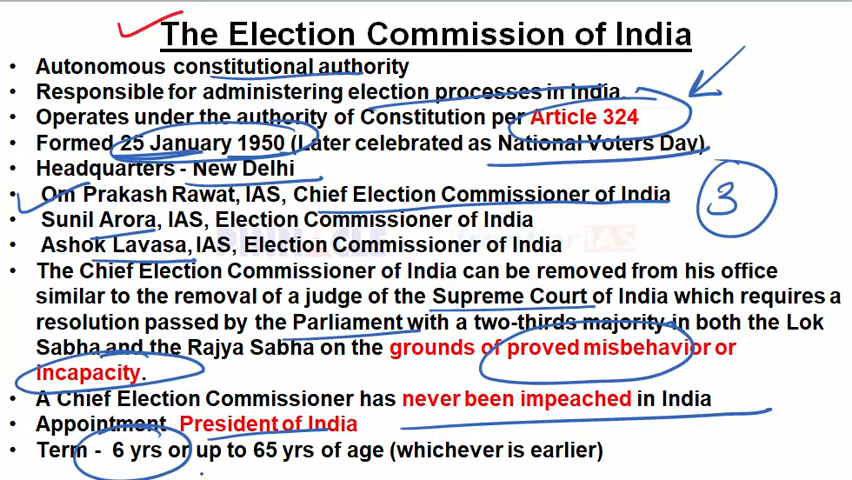 The Election Commission of India
• Autonomous constitutional authority
• Responsible for administering election processes in India.
• Operates under the authority of Constitution per Article 324
• Formed 25 January 1950 (Later celebrated as National Voters Day).
• Headquarters - New Delhi
• Om Prakash Rawat, IAS, Chief Election Commissioner of India
3
• Sunil Arora, IAS, Election Commissioner of India
• Ashok Lavasa, IAS, Election Commissioner of India
• The Chief Election Commissioner of India can be removed from his office
similar to the removal of a judge of the Supreme Court of India which requires a
resolution passed by the Parliament with a two-thirds majority in both the Lok
Sabha and the Rajya Sabha on the grounds of proved misbehavior or
incapacity.
• A Chief Election Commissioner has never been impeached in India
• Appointment President of India
• Term - 6 yrs or up to 65 yrs of age (whichever is earlier)